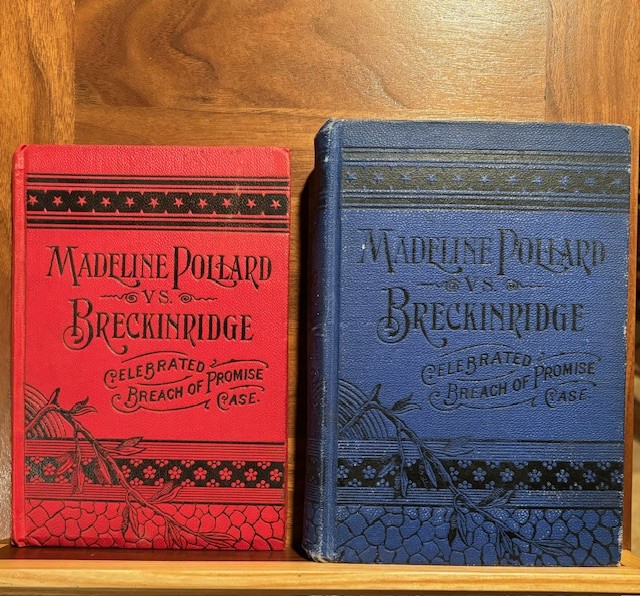 MADELINE POLLARD
VS.
BRECKINRIDGE
CELEBRATED
BREACH OF PROMISE
CASE.
MADELINE POLLARD
VS.
BRECKINRIDGE
CELEBRATED
BREACH OF PROMISE
CASE.